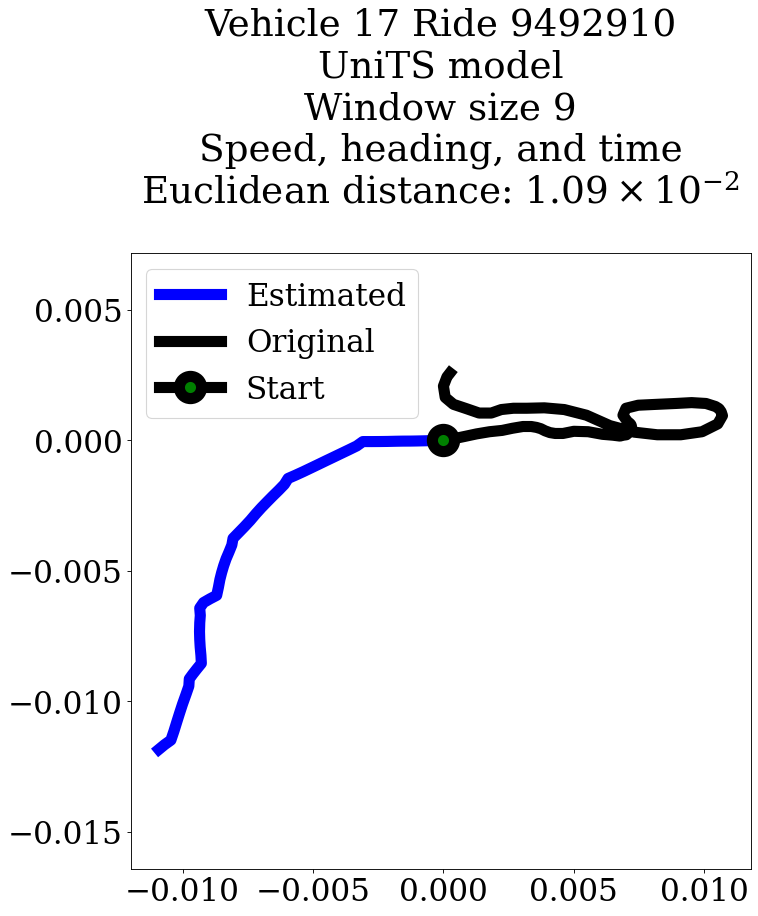 Vehicle 17 Ride 9492910
UniTS model
Window size 9
Speed, heading, and time
Euclidean distance: 1.09 × 10⁻²
Estimated
Original
Start
0.005
0.000
−0.005
−0.010
−0.015
−0.010 −0.005 0.000 0.005 0.010